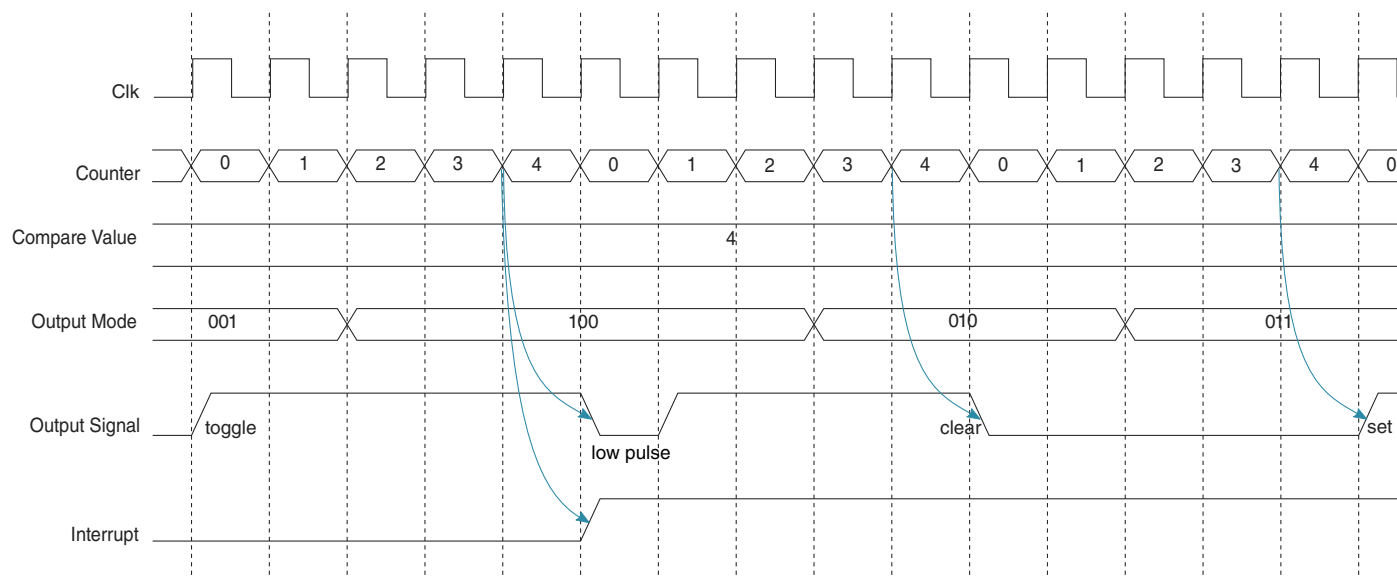 Clk
Counter 0 1 2 3 4 0 1 2 3 4 0 1 2 3 4 0
Compare Value 4
Output Mode 001 100 010 011
Output Signal toggle low pulse clear set
Interrupt